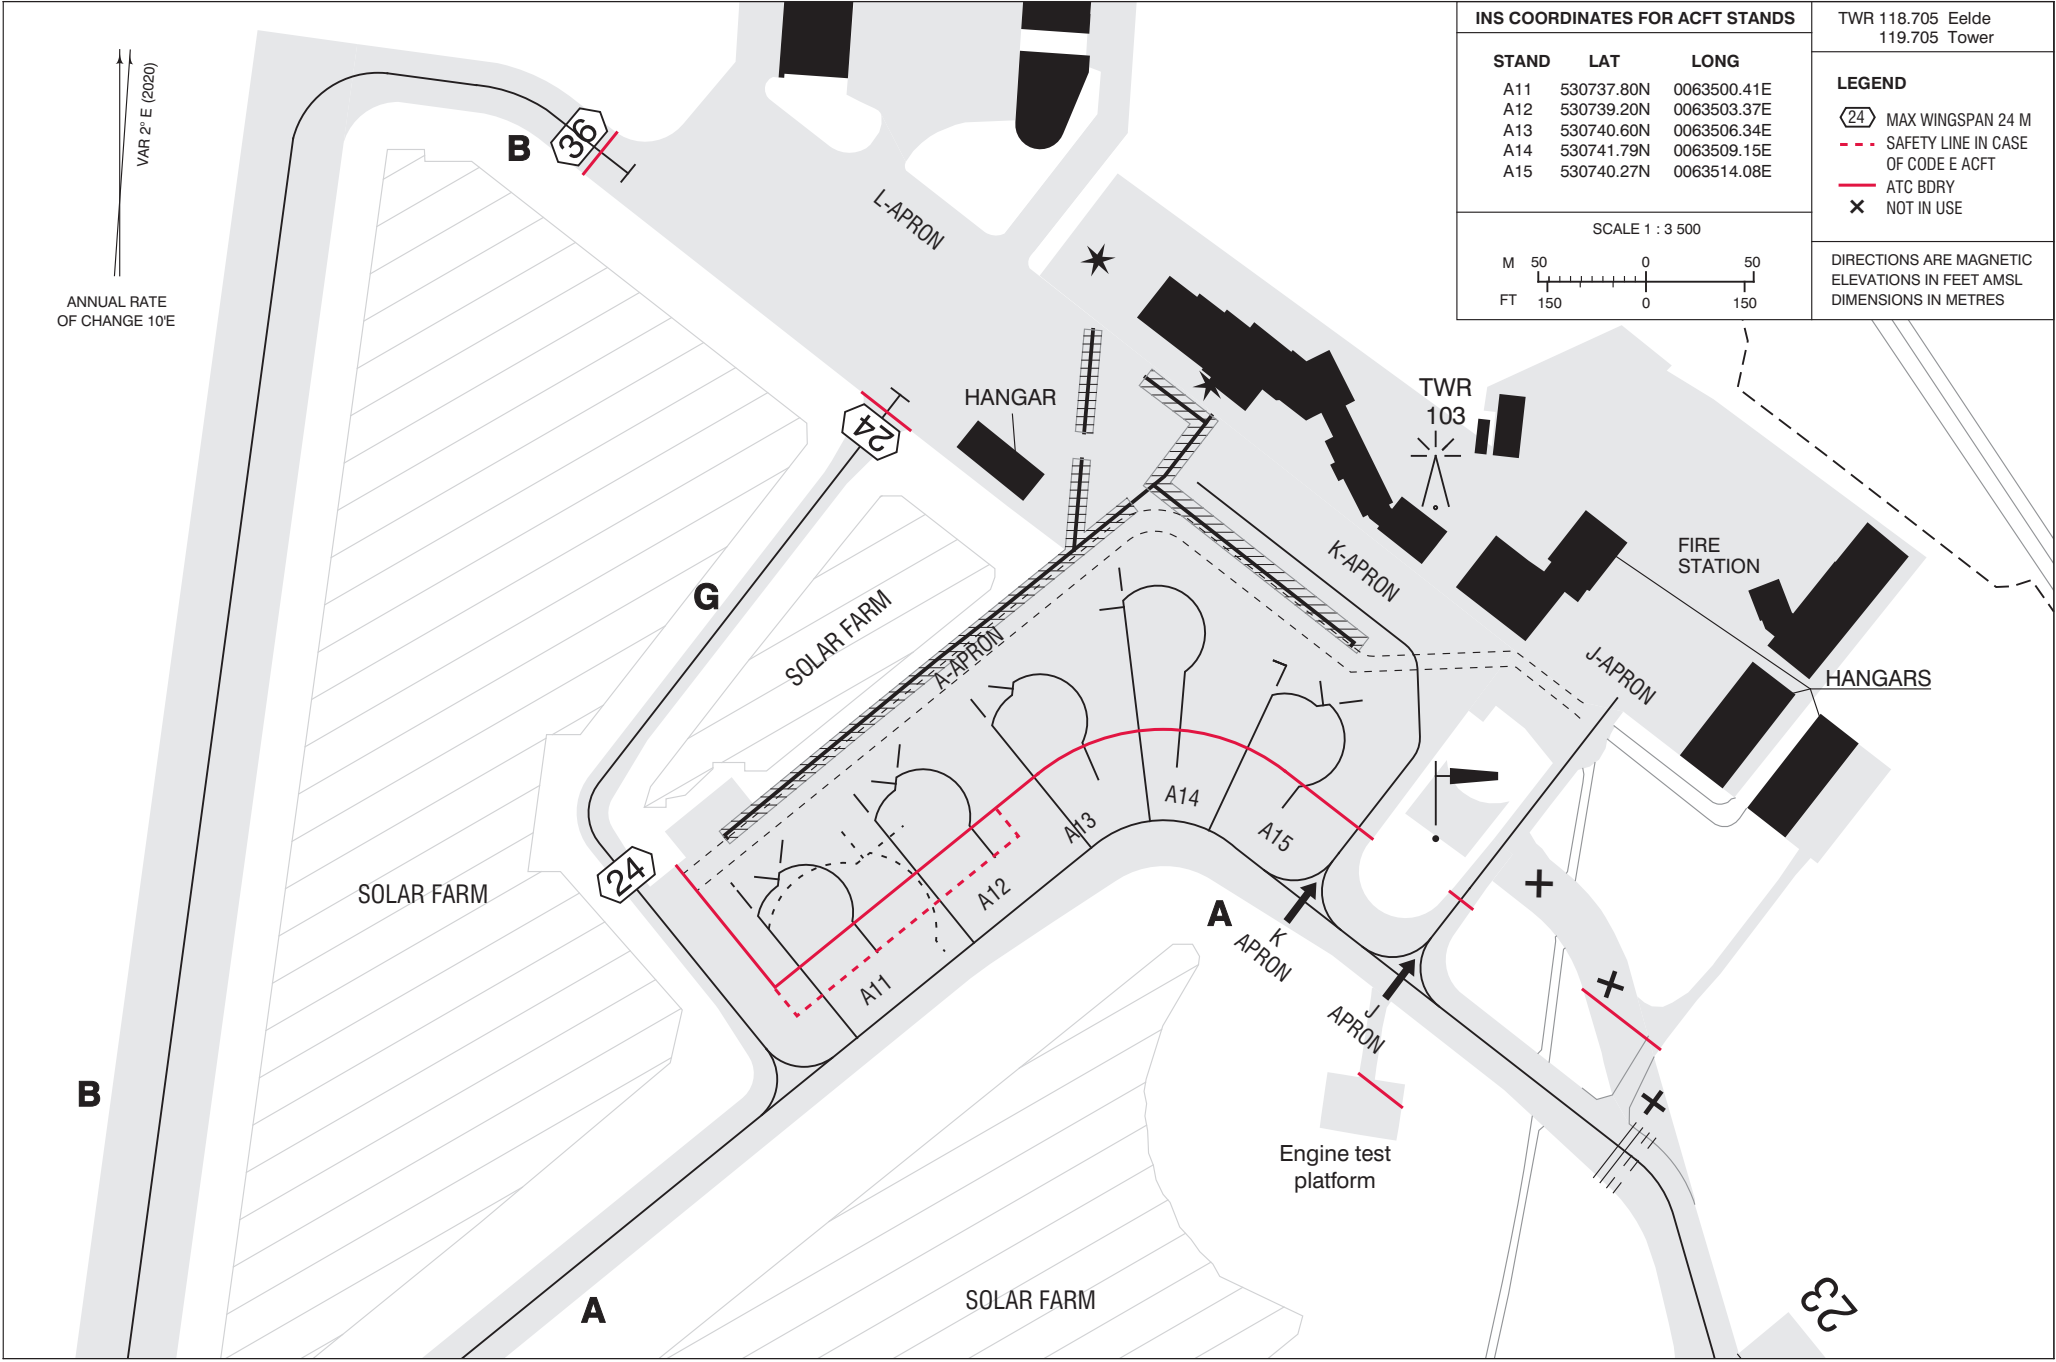 INS COORDINATES FOR ACFT STANDS
STAND LAT LONG
A11 530737.80N 0063500.41E
A12 530739.20N 0063503.37E
A13 530740.60N 0063506.34E
A14 530741.79N 0063509.15E
A15 530740.27N 0063514.08E
SCALE 1 : 3 500
M 50 0 50
FT 150 0 150
TWR 118.705 Eelde
119.705 Tower
LEGEND
24 MAX WINGSPAN 24 M
SAFETY LINE IN CASE
OF CODE E ACFT
ATC BDRY
NOT IN USE
DIRECTIONS ARE MAGNETIC
ELEVATIONS IN FEET AMSL
DIMENSIONS IN METRES
VAR 2° E (2020)
ANNUAL RATE
OF CHANGE 10'E
B
36
L-APRON
HANGAR
24
TWR
103
K-APRON
FIRE
STATION
G
SOLAR FARM
A-APRON
J-APRON
HANGARS
24
SOLAR FARM
A14
A13
A15
A12
A11
A
K
APRON
J
APRON
B
Engine test
platform
A
SOLAR FARM
23